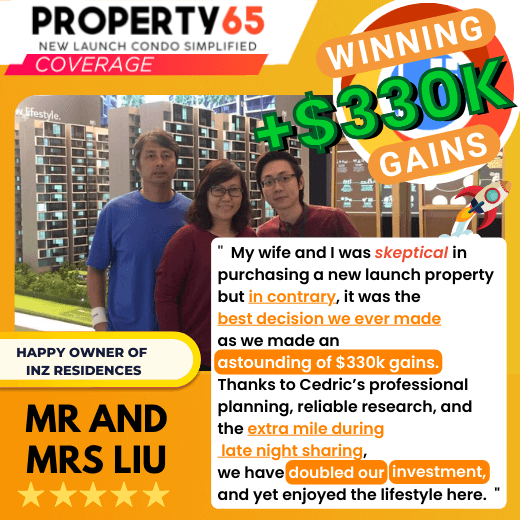 PROPERTY65
NEW LAUNCH CONDO SIMPLIFIED
COVERAGE
WINNING
+$330K
GAINS
w lifestyle.
" My wife and I was skeptical in
purchasing a new launch property
but in contrary, it was the
best decision we ever made
as we made an
astounding of $330k gains.
Thanks to Cedric's professional
planning, reliable research, and
the extra mile during
late night sharing,
we have doubled our investment,
and yet enjoyed the lifestyle here. "
HAPPY OWNER OF
INZ RESIDENCES
MR AND
MRS LIU